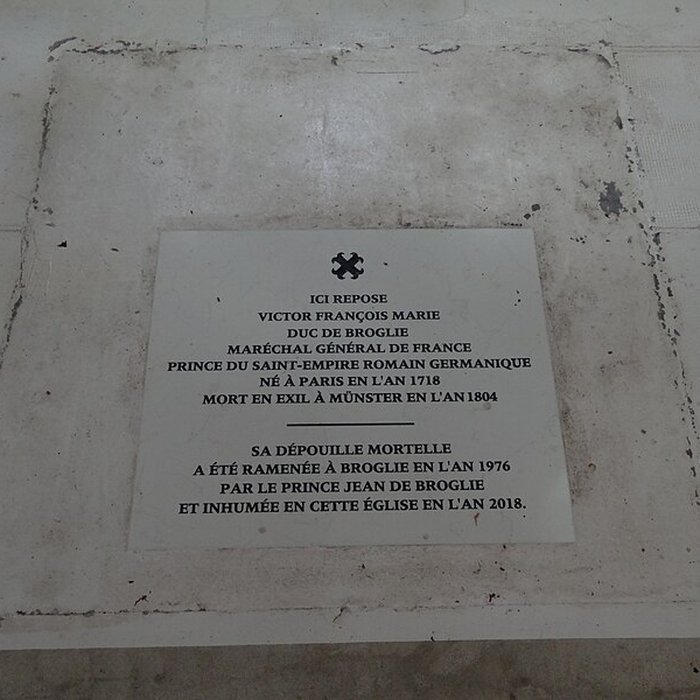 ICI REPOSE
VICTOR FRANÇOIS MARIE
DUC DE BROGLIE
MARÉCHAL GÉNÉRAL DE FRANCE
PRINCE DU SAINT-EMPIRE ROMAIN GERMANIQUE
NÉ À PARIS EN L'AN 1718
MORT EN EXIL À MÜNSTER EN L'AN 1804
SA DÉPOUILLE MORTELLE
A ÉTÉ RAMENÉE À BROGLIE EN L'AN 1976
PAR LE PRINCE JEAN DE BROGLIE
ET INHUMÉE EN CETTE ÉGLISE EN L'AN 2018.